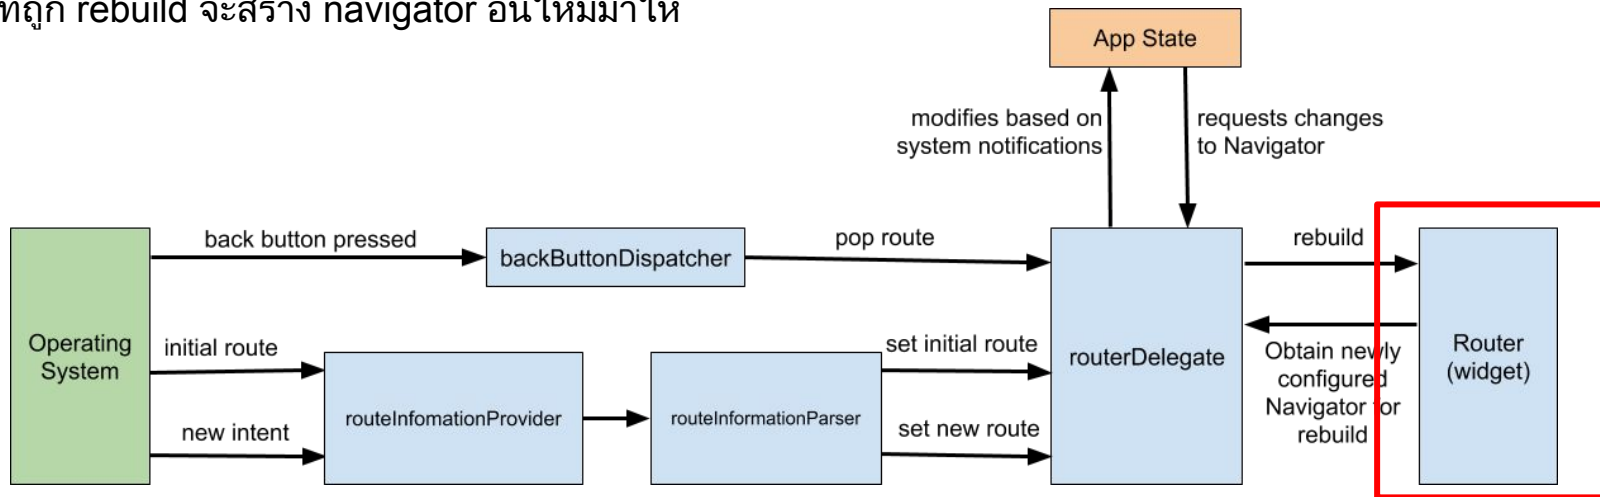 ที่ถูก rebuild จะสร้าง navigator อันใหม่มาให้
App State
modifies based on
system notifications
requests changes
to Navigator
back button pressed
backButtonDispatcher
pop route
rebuild
Operating
System
initial route
new intent
routeInfomationProvider
routeInformationParser
set initial route
set new route
routerDelegate
Obtain newly
configured
Navigator for
rebuild
Router
(widget)